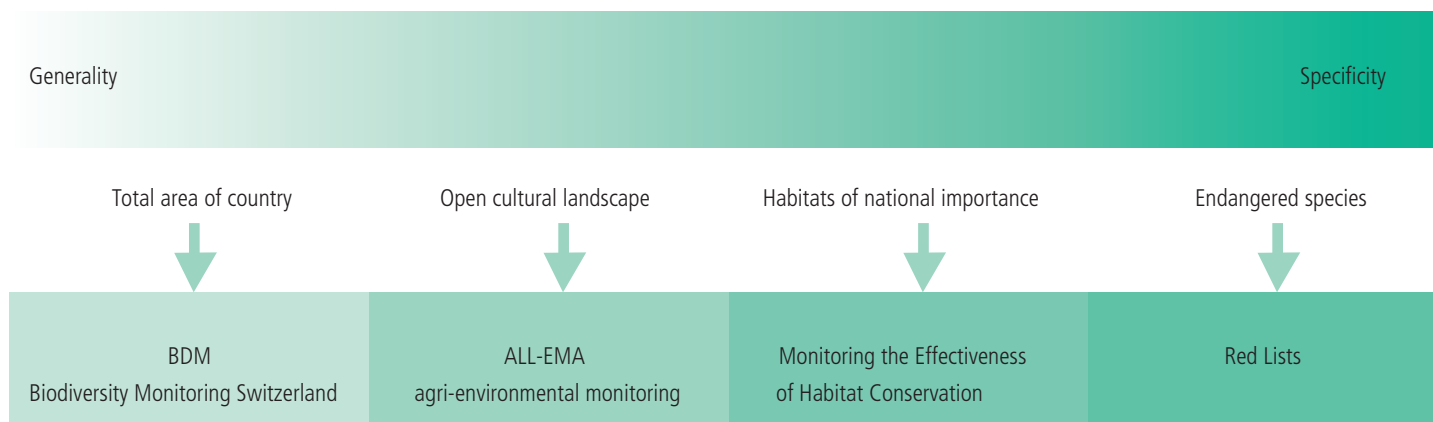 Generality
Specificity
Total area of country
Open cultural landscape
Habitats of national importance
Endangered species
BDM
Biodiversity Monitoring Switzerland
ALL-EMA
agri-environmental monitoring
Monitoring the Effectiveness
of Habitat Conservation
Red Lists